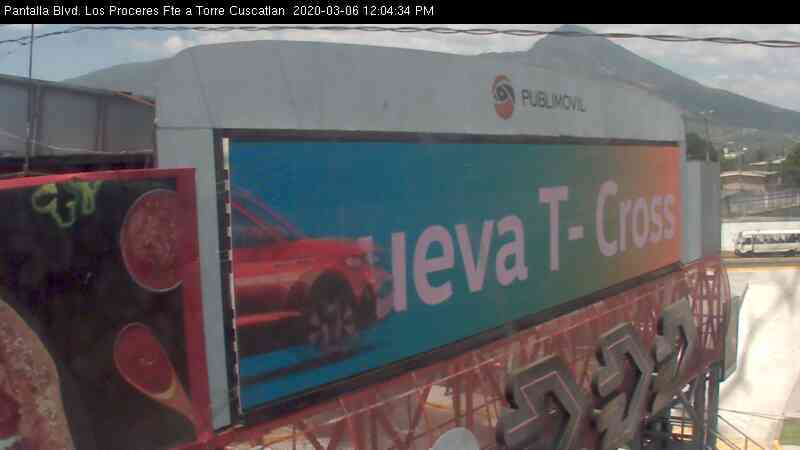 Pantalla Blvd. Los Proceres Fte a Torre Cuscatlan 2020-03-06 12:04:34 PM
PUBLIMOVIL
ueva T- Cross